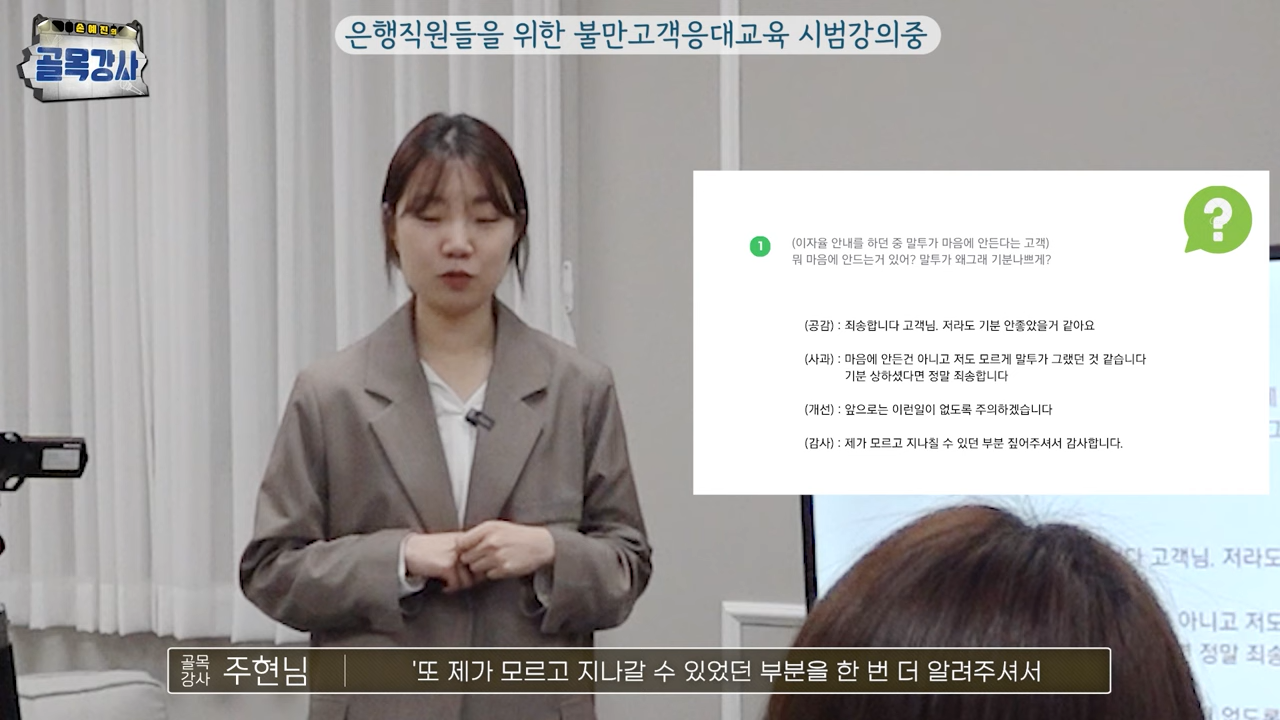 손예진의
골목강사
은행직원들을 위한 불만고객응대교육 시범강의중
?
1
(이자율 안내를 하던 중 말투가 마음에 안든다는 고객)
뭐 마음에 안드는거 있어? 말투가 왜그래 기분나쁘게?
(공감) : 죄송합니다 고객님. 저라도 기분 안좋았을거 같아요
(사과) : 마음에 안든건 아니고 저도 모르게 말투가 그랬던 것 같습니다
기분 상하셨다면 정말 죄송합니다
(개선) : 앞으로는 이런일이 없도록 주의하겠습니다
(감사) : 제가 모르고 지나칠 수 있던 부분 짚어주셔서 감사합니다.
고객님. 저라도
아니고 저도
정말 죄송
골목
강사
주현님
'또 제가 모르고 지나갈 수 있었던 부분을 한 번 더 알려주셔서